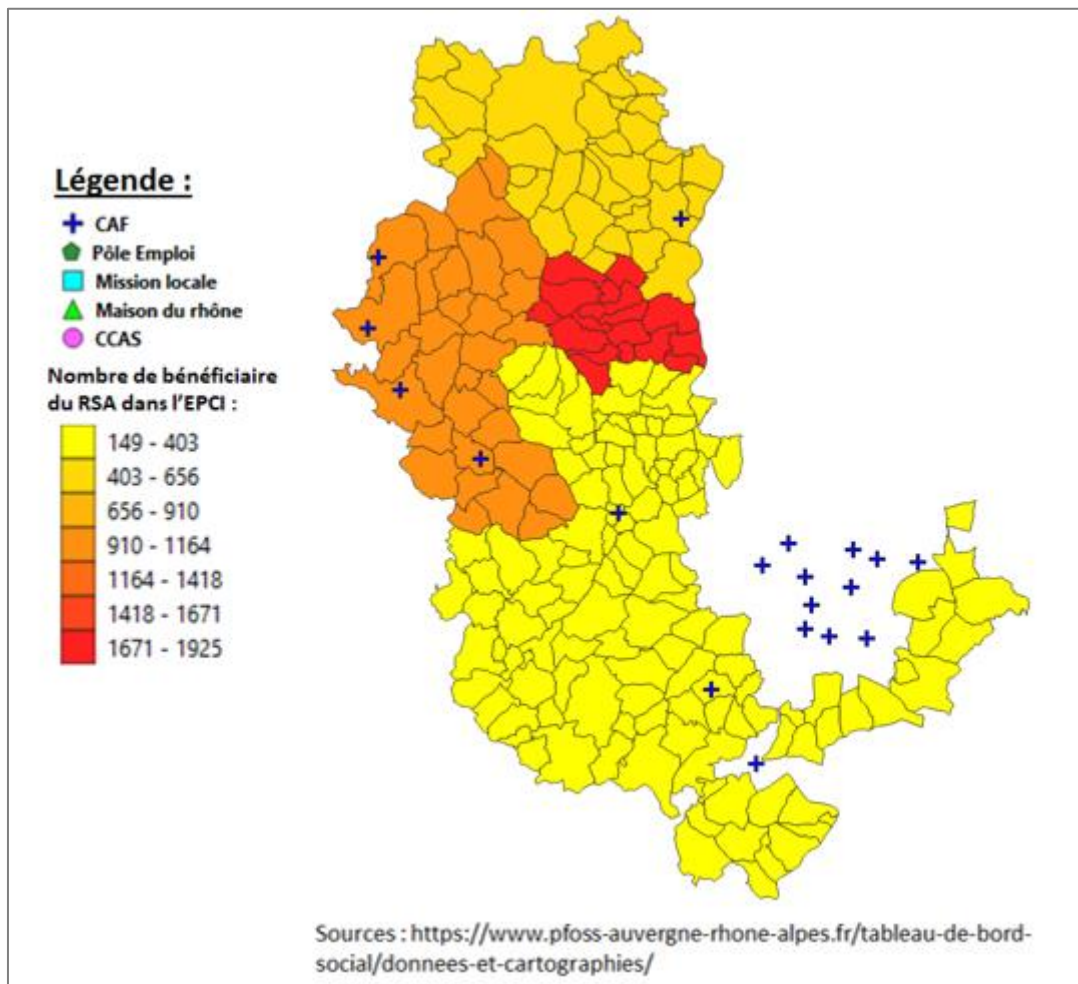 Légende :
CAF
Pôle Emploi
Mission locale
Maison du rhône
CCAS
Nombre de bénéficiaire
du RSA dans l'EPCI :
149 - 403
403 - 656
656 - 910
910 - 1164
1164 - 1418
1418 - 1671
1671 - 1925
Sources : https://www.pfoss-auvergne-rhone-alpes.fr/tableau-de-bord-
social/donnees-et-cartographies/